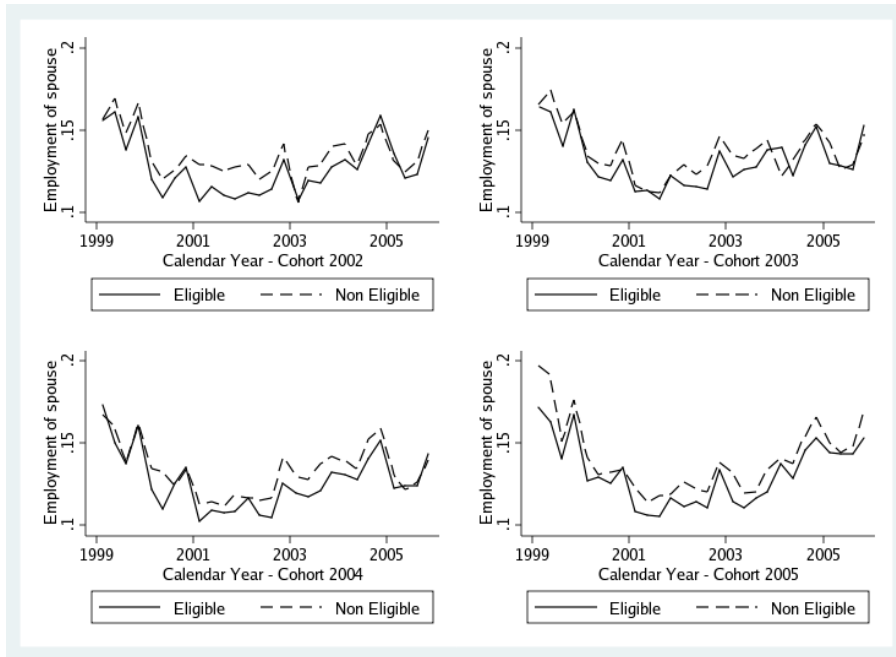 Employment of spouse
.2
.15
.1
1999 2001 2003 2005
Calendar Year - Cohort 2002
Eligible Non Eligible
Employment of spouse
.2
.15
.1
1999 2001 2003 2005
Calendar Year - Cohort 2003
Eligible Non Eligible
Employment of spouse
.2
.15
.1
1999 2001 2003 2005
Calendar Year - Cohort 2004
Eligible Non Eligible
Employment of spouse
.2
.15
.1
1999 2001 2003 2005
Calendar Year - Cohort 2005
Eligible Non Eligible